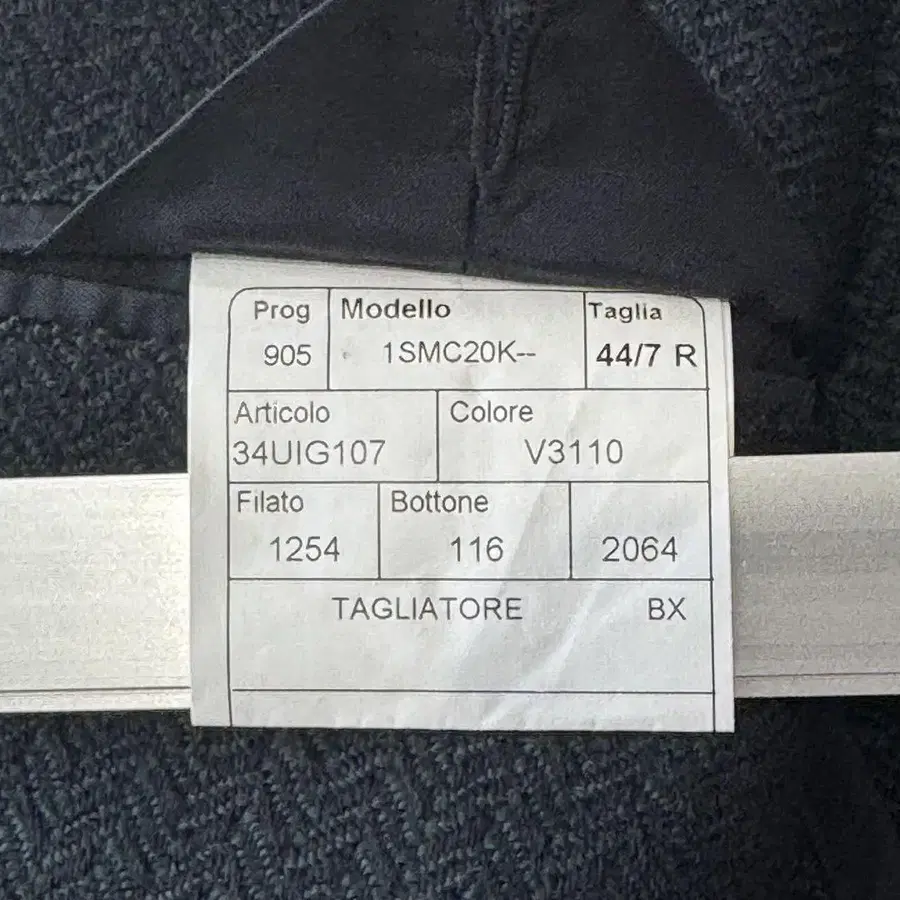 Prog Modello Taglia
905 1SMC20K-- 44/7 R
Articolo Colore
34UIG107 V3110
Filato Bottone
1254 116 2064
TAGLIATORE BX